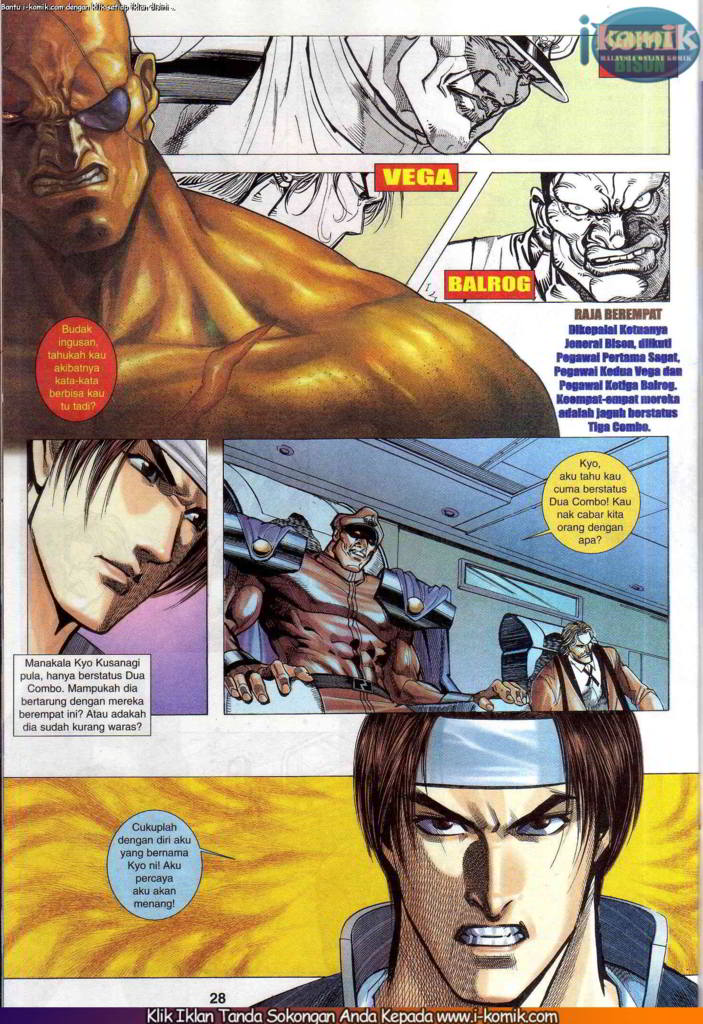 Bantu i-komik.com dengan klik setiap iklan disini -.
i komik
MALAYSIA ONLINE KOMIK
BISON
VEGA
BALROG
RAJA BEREMPAT
Dikepalai Ketuanya
Jeneral Bison, diikuti
Pegawai Pertama Sagat,
Pegawai Kedua Vega dan
Pegawai Ketiga Balrog.
Keempat-empat mereka
adalah jaguh berstatus
Tiga Combo.
Budak
ingusan,
tahukah kau
akibatnya
kata-kata
berbisa kau
tu tadi?
Kyo,
aku tahu kau
cuma berstatus
Dua Combo! Kau
nak cabar kita
orang dengan
apa?
Manakala Kyo Kusanagi
pula, hanya berstatus Dua
Combo. Mampukah dia
bertarung dengan mereka
berempat ini? Atau adakah
dia sudah kurang waras?
Cukuplah
dengan diri aku
yang bernama
Kyo ni! Aku
percaya
aku akan
menang!
28
Klik Iklan Tanda Sokongan Anda Kepada www.i-komik.com